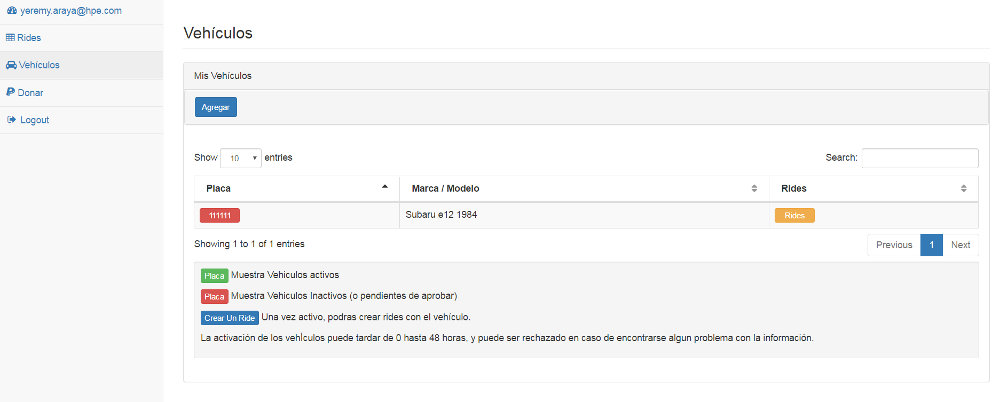 yeremy.araya@hpe.com
Rides
Vehículos
Donar
Logout
Vehículos
Mis Vehículos
Agregar
Show 10 entries
Search:
Placa Marca / Modelo Rides
111111 Subaru e12 1984 Rides
Showing 1 to 1 of 1 entries
Previous 1 Next
Placa Muestra Vehiculos activos
Placa Muestra Vehiculos Inactivos (o pendientes de aprobar)
Crear Un Ride Una vez activo, podras crear rides con el vehículo.
La activación de los vehÍculos puede tardar de 0 hasta 48 horas, y puede ser rechazado en caso de encontrarse algun problema con la información.